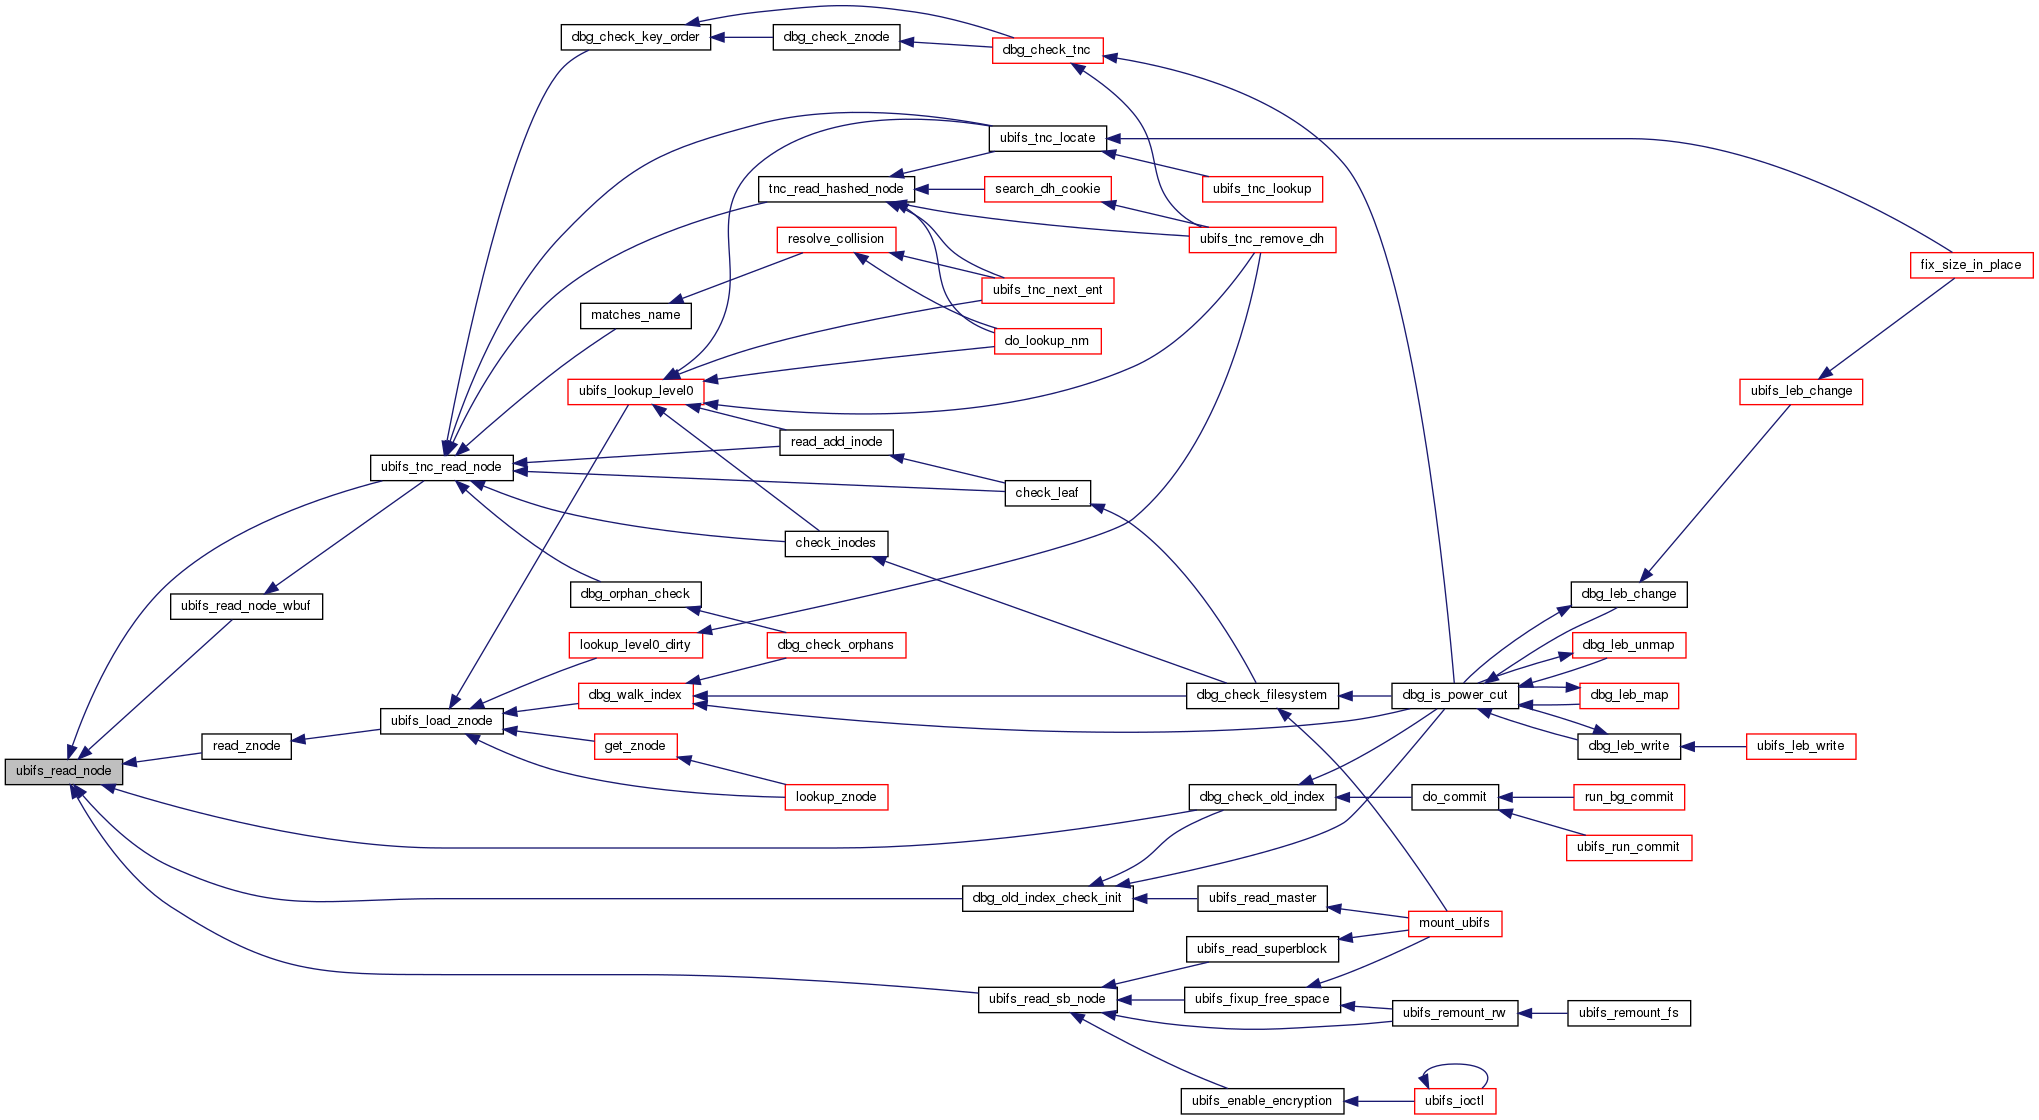 dbg_check_key_order
dbg_check_znode
dbg_check_tnc
ubifs_tnc_locate
tnc_read_hashed_node
search_dh_cookie
ubifs_tnc_lookup
resolve_collision
ubifs_tnc_remove_dh
fix_size_in_place
ubifs_tnc_next_ent
matches_name
do_lookup_nm
ubifs_lookup_level0
ubifs_leb_change
read_add_inode
ubifs_tnc_read_node
check_leaf
check_inodes
dbg_orphan_check
dbg_leb_change
ubifs_read_node_wbuf
lookup_level0_dirty
dbg_check_orphans
dbg_leb_unmap
dbg_walk_index
dbg_check_filesystem
dbg_is_power_cut
dbg_leb_map
ubifs_load_znode
read_znode
get_znode
dbg_leb_write
ubifs_leb_write
ubifs_read_node
lookup_znode
dbg_check_old_index
do_commit
run_bg_commit
ubifs_run_commit
dbg_old_index_check_init
ubifs_read_master
mount_ubifs
ubifs_read_superblock
ubifs_read_sb_node
ubifs_fixup_free_space
ubifs_remount_rw
ubifs_remount_fs
ubifs_enable_encryption
ubifs_ioctl